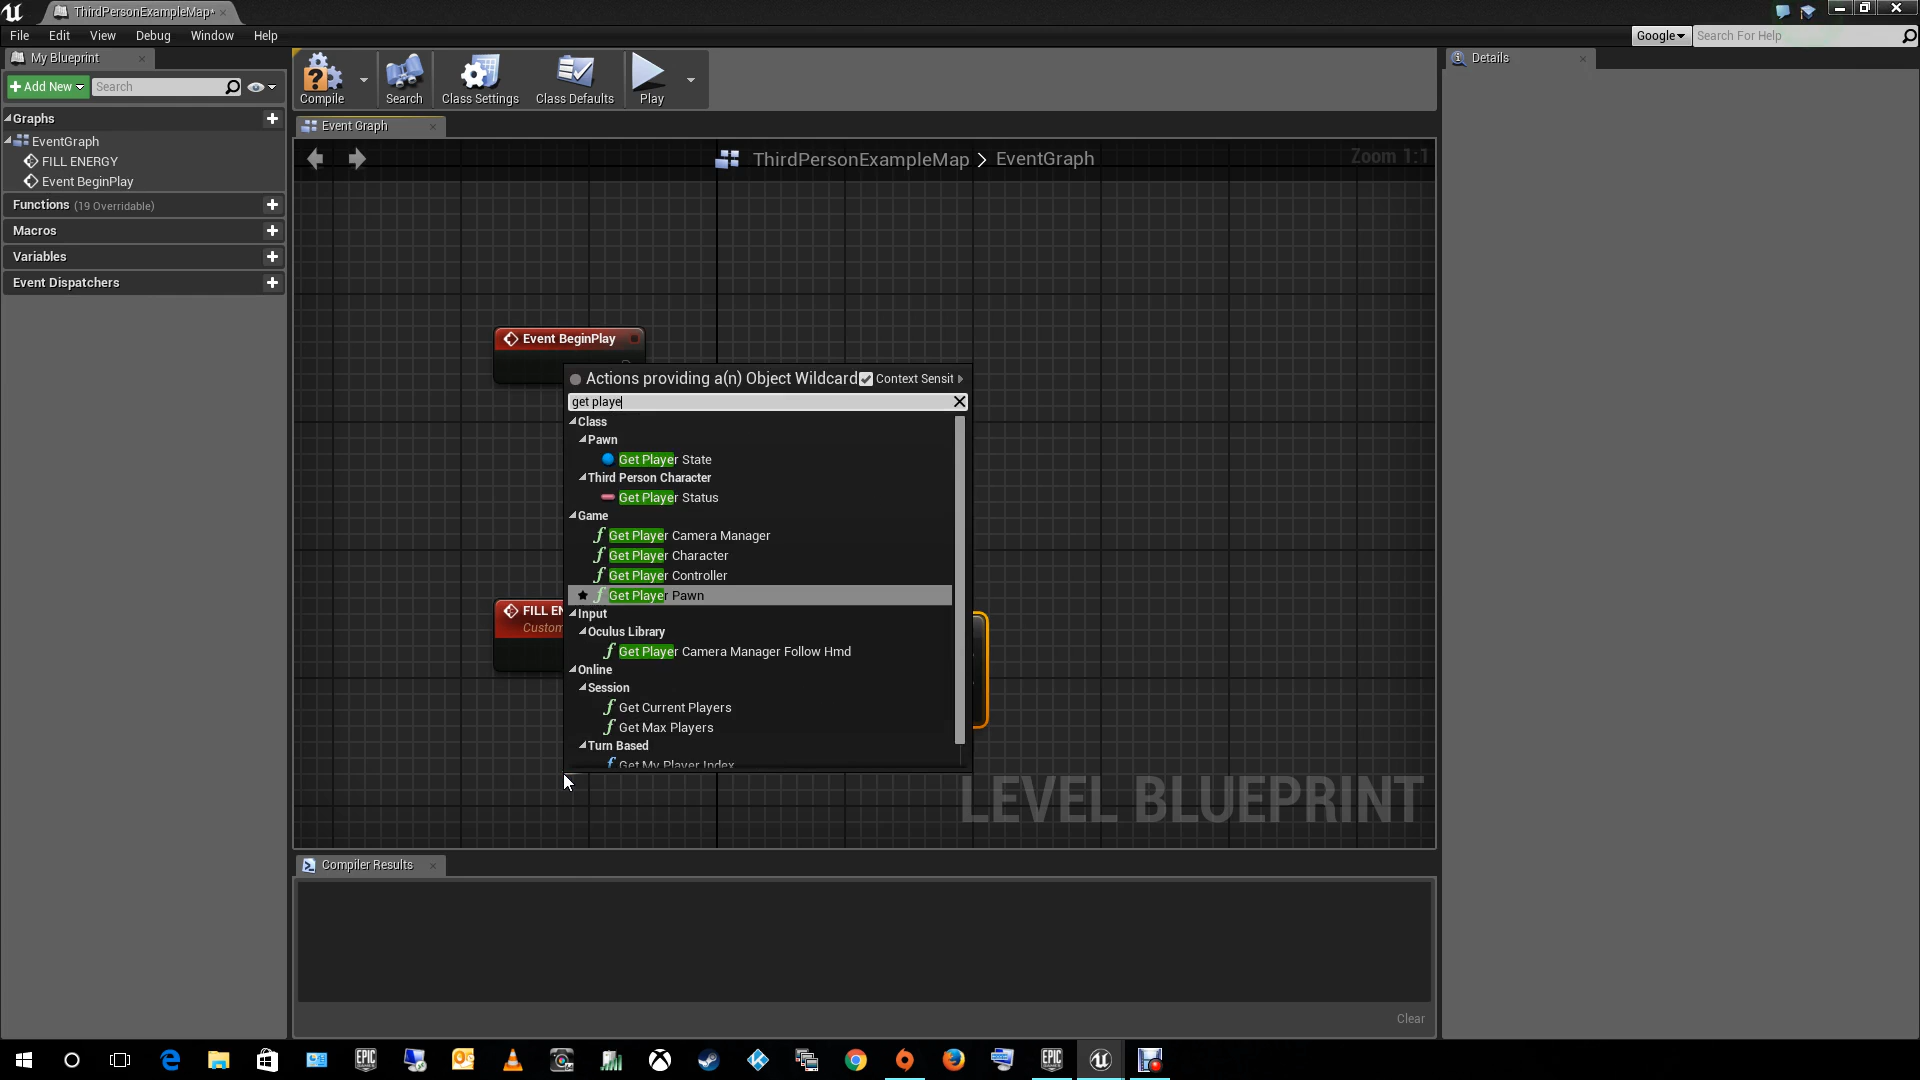 ThirdPersonExampleMap*
File Edit View Debug Window Help
Google Search For Help
My Blueprint
Add New Search
Graphs
EventGraph
FILL ENERGY
Event BeginPlay
Functions (19 Overridable)
Macros
Variables
Event Dispatchers
Compile Search Class Settings Class Defaults Play
Event Graph
ThirdPersonExampleMap > EventGraph
Zoom 1:1
Event BeginPlay
Actions providing a(n) Object Wildcard Context Sensit
get playe
Class
Pawn
Get Player State
Third Person Character
Get Player Status
Game
Get Player Camera Manager
Get Player Character
Get Player Controller
Get Player Pawn
Input
Oculus Library
Get Player Camera Manager Follow Hmd
Online
Session
Get Current Players
Get Max Players
Turn Based
Get My Player Index
FILL EN
Custom
LEVEL BLUEPRINT
Compiler Results
Clear
Details
EPIC GAMES
EPIC GAMES